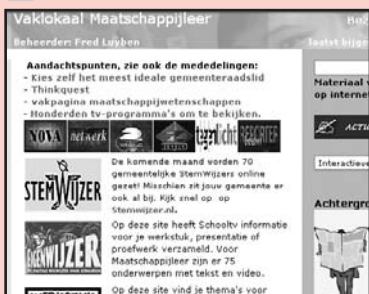 Vaklokaal Maatschappijleer
Beheerder: Fred Luyben
laatst bijge
Aandachtspunten, zie ook de mededelingen:
- Kies zelf het meest ideale gemeenteraadslid
- Thinkquest
- vakpagina maatschappijwetenschappen
- Honderden tv-programma's om te bekijken.
NOVA netwerk REPORTER
STEMWIJZER
De komende maand worden 70
gemeentelijke StemWijzers online
gezet! Misschien zit jouw gemeente er
ook al bij. Kijk snel op op
Stemwijzer.nl.
EIGENWIJZER
Op deze site heeft Schooltv informatie
voor je werkstuk, presentatie of
proefwerk verzameld. Voor
Maatschappijleer zijn er 75
onderwerpen met tekst en video.
Op deze site vind je thema's voor
Materiaal v
op interne
ACTU
Interactieve
Achtergro